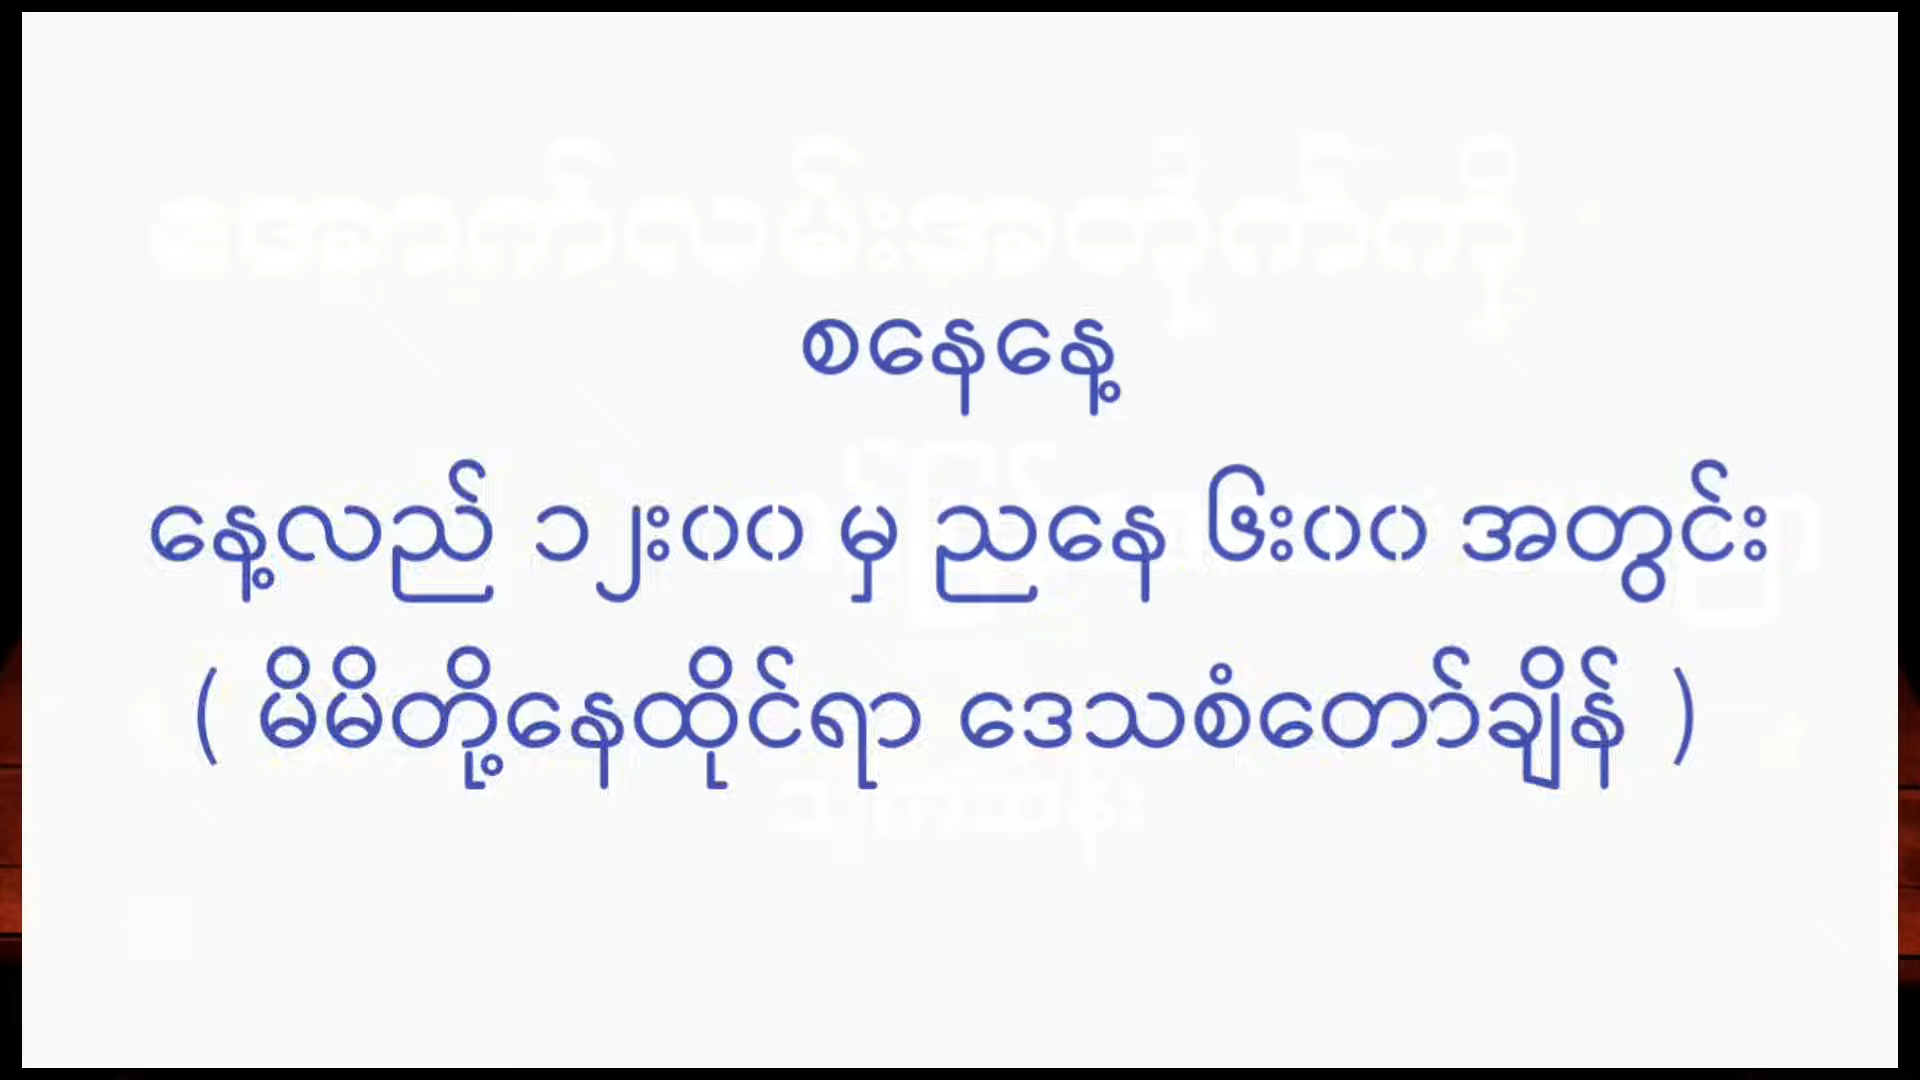 စနေနေ့
နေ့လည် ၁၂း၀၀ မှ ညနေ ၆း၀၀ အတွင်း
( မိမိတို့နေထိုင်ရာ ဒေသစံတော်ချိန် )